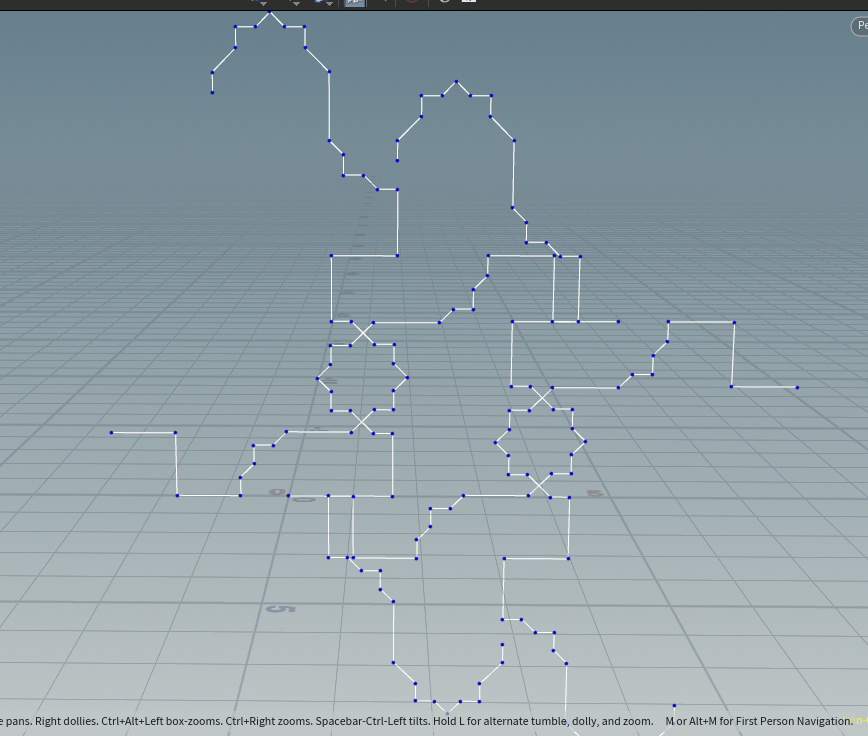 Pe
5
0
0
5
e pans. Right dollies. Ctrl+Alt+Left box-zooms. Ctrl+Right zooms. Spacebar-Ctrl-Left tilts. Hold L for alternate tumble, dolly, and zoom. M or Alt+M for First Person Navigation.